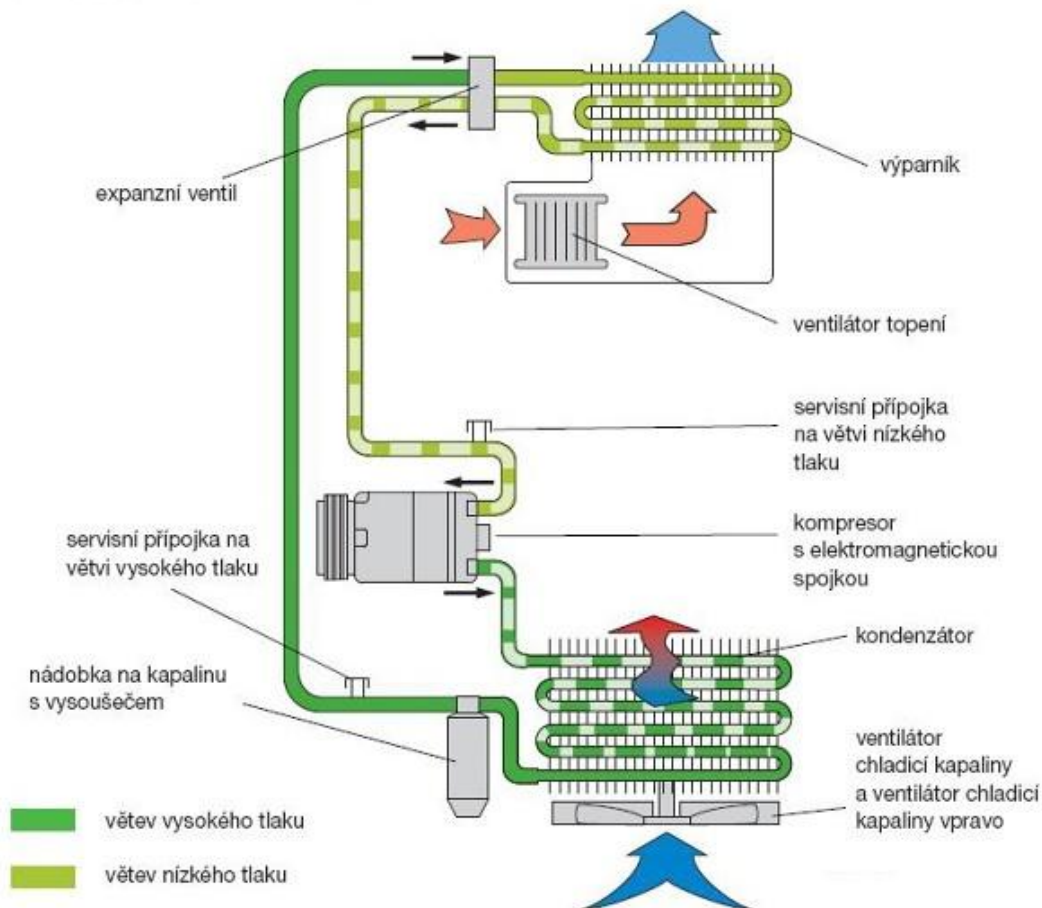 expanzní ventil
výparník
ventilátor topení
servisní přípojka
na větvi nízkého
tlaku
servisní přípojka na
větvi vysokého tlaku
kompresor
s elektromagnetickou
spojkou
kondenzátor
nádobka na kapalinu
s vysoušečem
ventilátor
chladicí kapaliny
a ventilátor chladicí
kapaliny vpravo
větev vysokého tlaku
větev nízkého tlaku